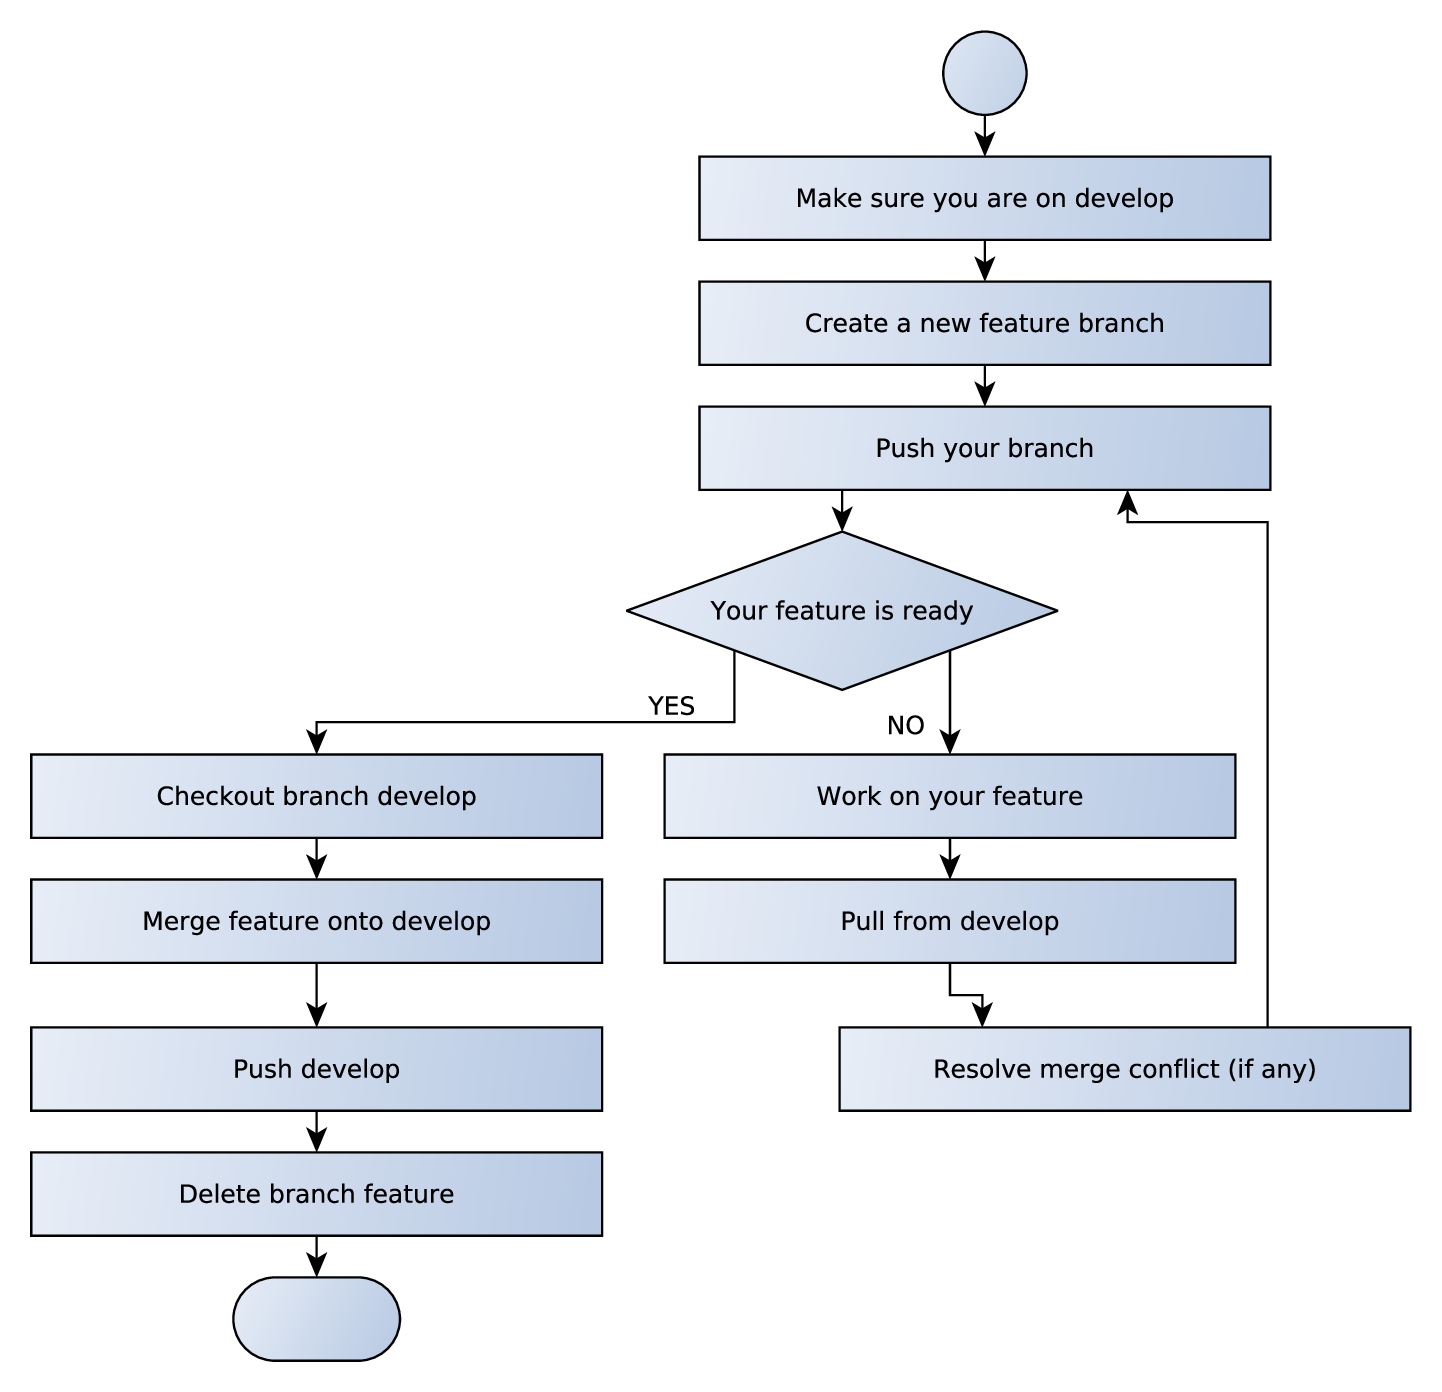 Make sure you are on develop
Create a new feature branch
Push your branch
Your feature is ready
YES
NO
Checkout branch develop
Work on your feature
Merge feature onto develop
Pull from develop
Push develop
Resolve merge conflict (if any)
Delete branch feature